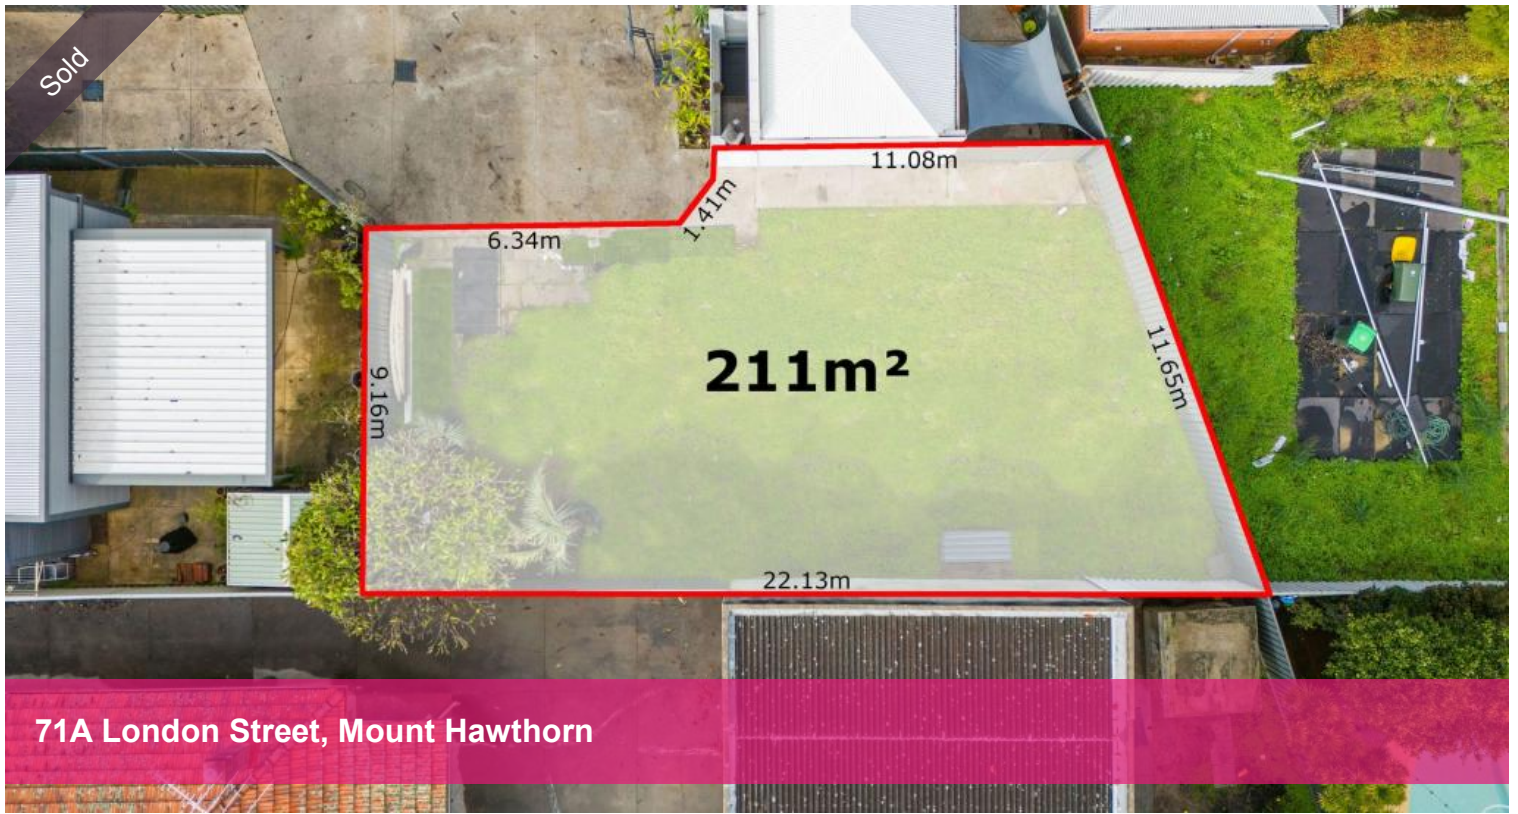 Sold
11.08m
1.41m
6.34m
9.16m
211m²
11.65m
22.13m
71A London Street, Mount Hawthorn